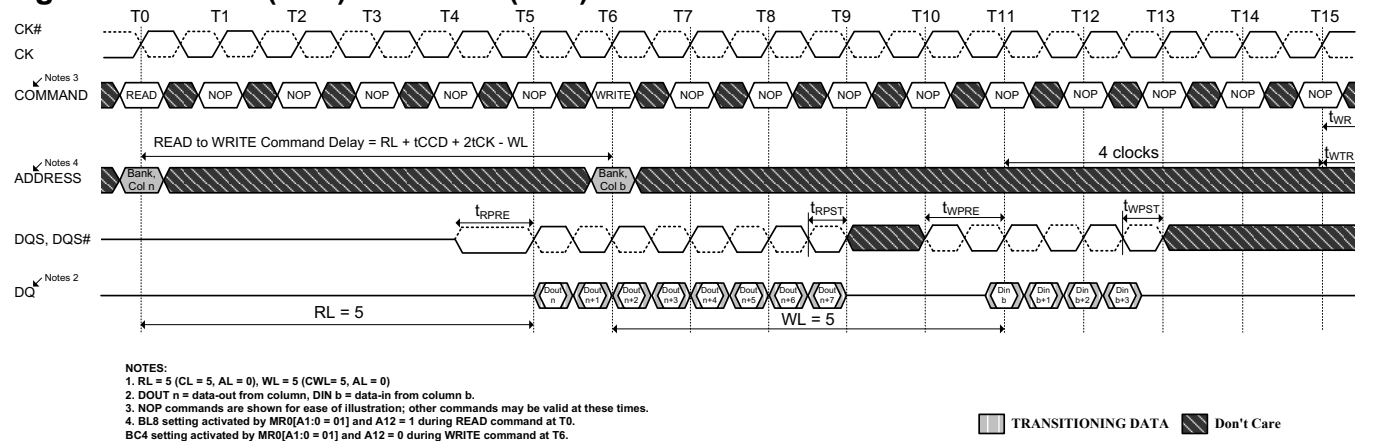 T0 T1 T2 T3 T4 T5 T6 T7 T8 T9 T10 T11 T12 T13 T14 T15
CK#
CK
Notes 3
COMMAND READ NOP NOP NOP NOP NOP WRITE NOP NOP NOP NOP NOP NOP NOP NOP NOP
tWR
READ to WRITE Command Delay = RL + tCCD + 2tCK - WL
4 clocks
tWTR
Notes 4
ADDRESS
Bank, Col n
Bank, Col b
tRPRE tRPST tWPRE tWPST
DQS, DQS#
Notes 2
DQ
Dout n Dout n+1 Dout n+2 Dout n+3 Dout n+4 Dout n+5 Dout n+6 Dout n+7 Din b Din b+1 Din b+2 Din b+3
RL = 5
WL = 5
NOTES:
1. RL = 5 (CL = 5, AL = 0), WL = 5 (CWL= 5, AL = 0)
2. DOUT n = data-out from column, DIN b = data-in from column b.
3. NOP commands are shown for ease of illustration; other commands may be valid at these times.
4. BL8 setting activated by MR0[A1:0 = 01] and A12 = 1 during READ command at T0.
BC4 setting activated by MR0[A1:0 = 01] and A12 = 0 during WRITE command at T6.
TRANSITIONING DATA Don't Care